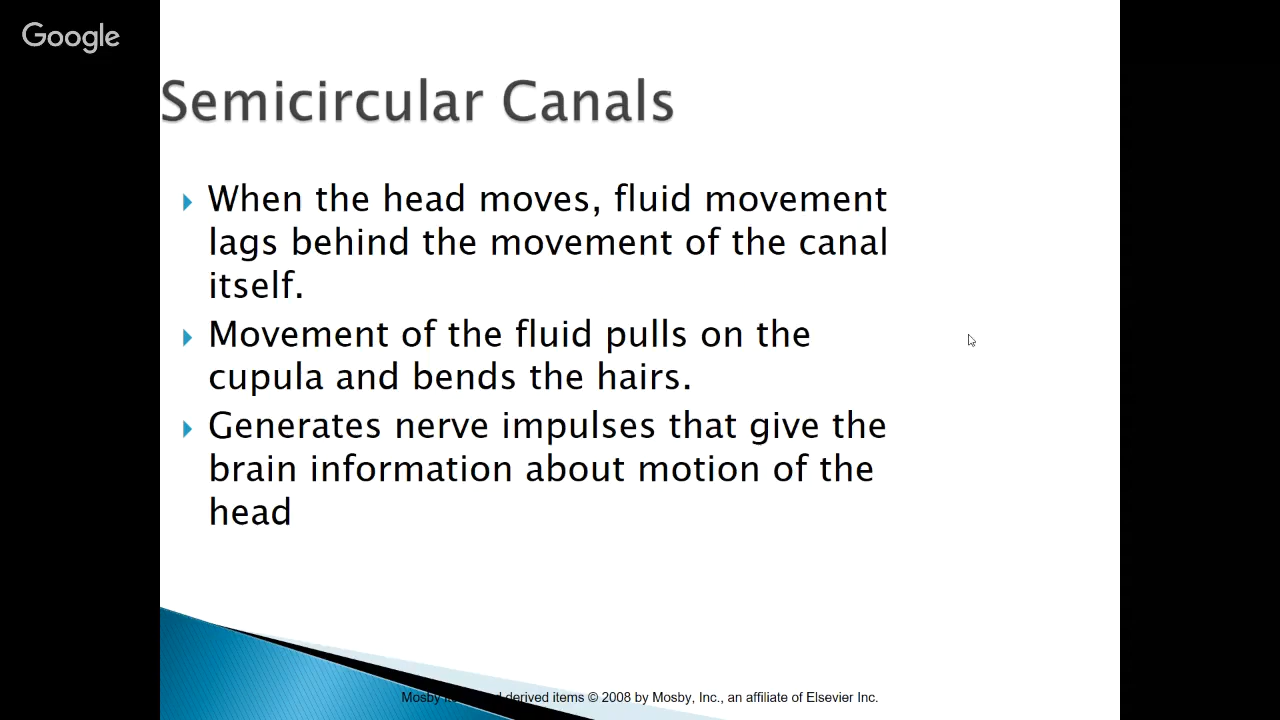 Google
Semicircular Canals
When the head moves, fluid movement
lags behind the movement of the canal
itself.
Movement of the fluid pulls on the
cupula and bends the hairs.
Generates nerve impulses that give the
brain information about motion of the
head
Mosby derived items © 2008 by Mosby, Inc., an affiliate of Elsevier Inc.